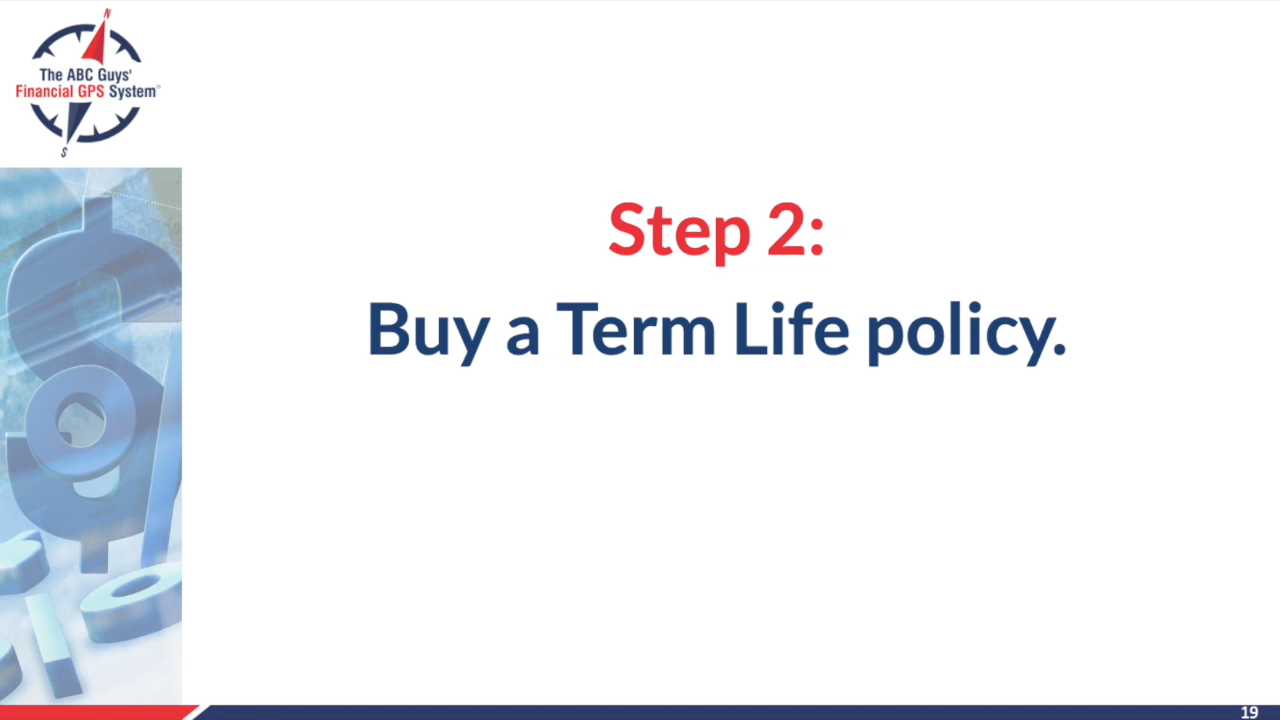 N
The ABC Guys'
Financial GPS System®
S
Step 2:
Buy a Term Life policy.
19